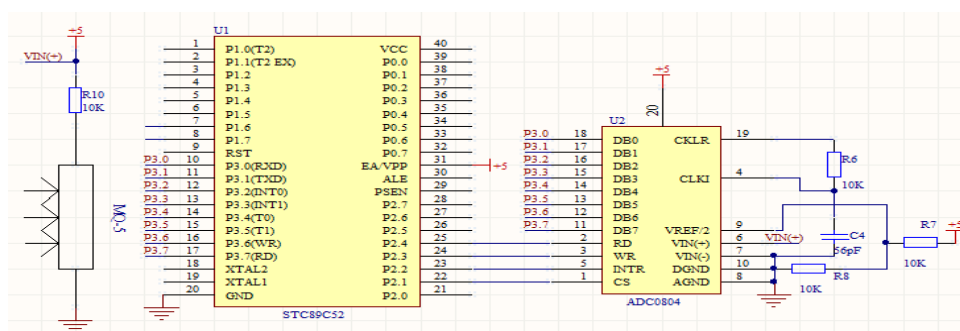 +5
VIN(+)
R10
10K
MQ-5
U1
1 P1.0(T2) VCC 40
2 P1.1(T2 EX) P0.0 39
3 P1.2 P0.1 38
4 P1.3 P0.2 37
5 P1.4 P0.3 36
6 P1.5 P0.4 35
7 P1.6 P0.5 34
8 P1.7 P0.6 33
9 RST P0.7 32
P3.0 10 P3.0(RXD) EA/VPP 31 +5
P3.1 11 P3.1(TXD) ALE 30
P3.2 12 P3.2(INT0) PSEN 29
P3.3 13 P3.3(INT1) P2.7 28
P3.4 14 P3.4(T0) P2.6 27
P3.5 15 P3.5(T1) P2.5 26
P3.6 16 P3.6(WR) P2.4 25
P3.7 17 P3.7(RD) P2.3 24
18 XTAL2 P2.2 23
19 XTAL1 P2.1 22
20 GND P2.0 21
STC89C52
+5
20
U2
P3.0 18 DB0 CKLR 19
P3.1 17 DB1
P3.2 16 DB2
P3.3 15 DB3 CLKI 4
P3.4 14 DB4
P3.5 13 DB5
P3.6 12 DB6
P3.7 11 DB7 VREF/2 9
2 RD VIN(+) 6 VIN(+)
3 WR VIN(-) 7
5 INTR DGND 10
1 CS AGND 8
ADC0804
R6
10K
C4
56pF
R7
+5
10K
R8
10K